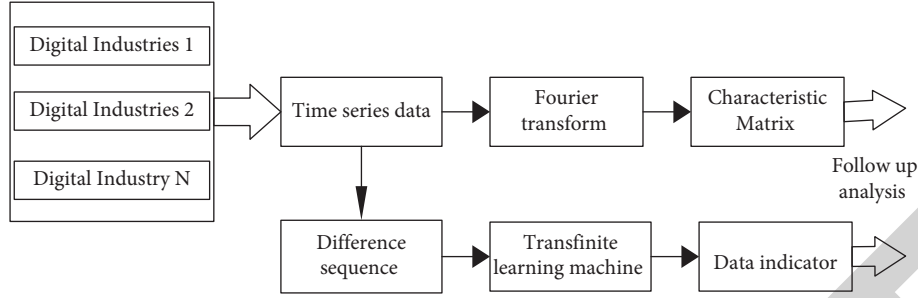 Digital Industries 1
Digital Industries 2
Digital Industry N
Time series data
Fourier
transform
Characteristic
Matrix
Follow up
analysis
Difference
sequence
Transfinite
learning machine
Data indicator